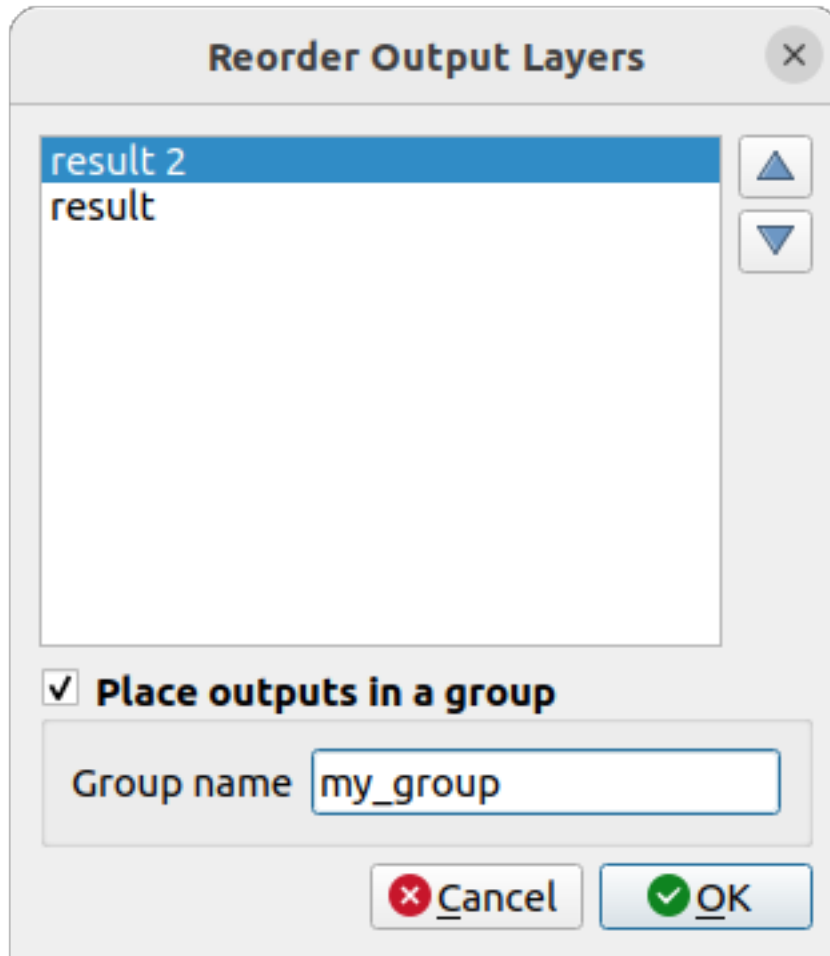 Reorder Output Layers
result 2
result
Place outputs in a group
Group name my_group
Cancel OK